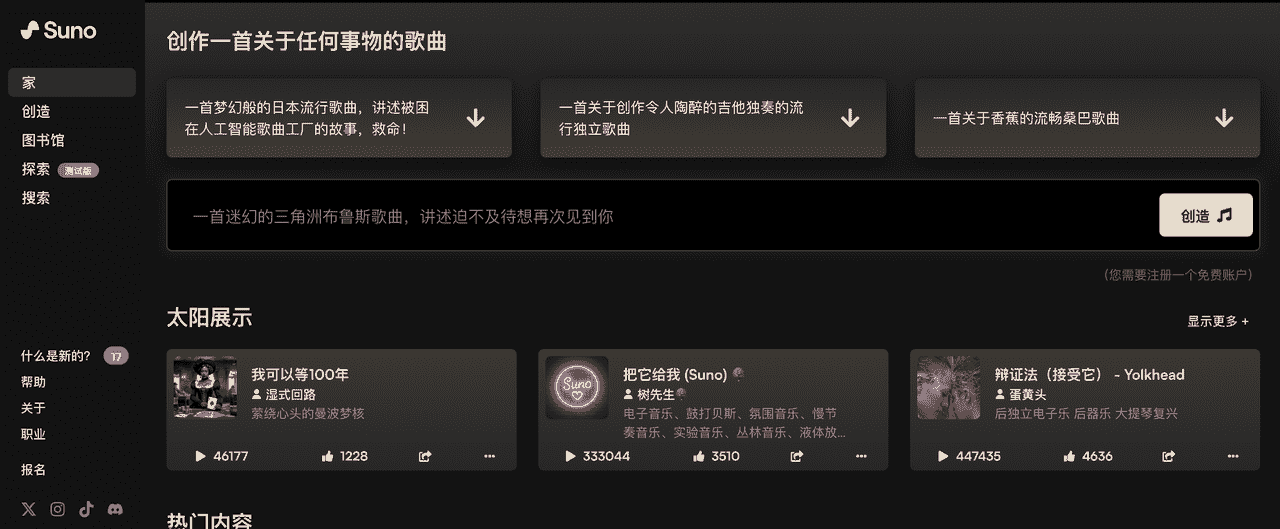 Suno
家
创造
图书馆
探索 测试版
搜索
什么是新的? 17
帮助
关于
职业
报名
创作一首关于任何事物的歌曲
一首梦幻般的日本流行歌曲，讲述被困
在人工智能歌曲工厂的故事，救命！
一首关于创作令人陶醉的吉他独奏的流
行独立歌曲
一首关于香蕉的流畅桑巴歌曲
一首迷幻的三角洲布鲁斯歌曲，讲述迫不及待想再次见到你
创造
(您需要注册一个免费账户)
太阳展示
显示更多 +
我可以等100年
湿式回路
萦绕心头的曼波梦核
46177 1228
Suno
把它给我 (Suno)
树先生
电子音乐、鼓打贝斯、氛围音乐、慢节
奏音乐、实验音乐、丛林音乐、液体放...
333044 3510
辩证法（接受它） - Yolkhead
蛋黄头
后独立电子乐 后器乐 大提琴复兴
447435 4636
热门内容